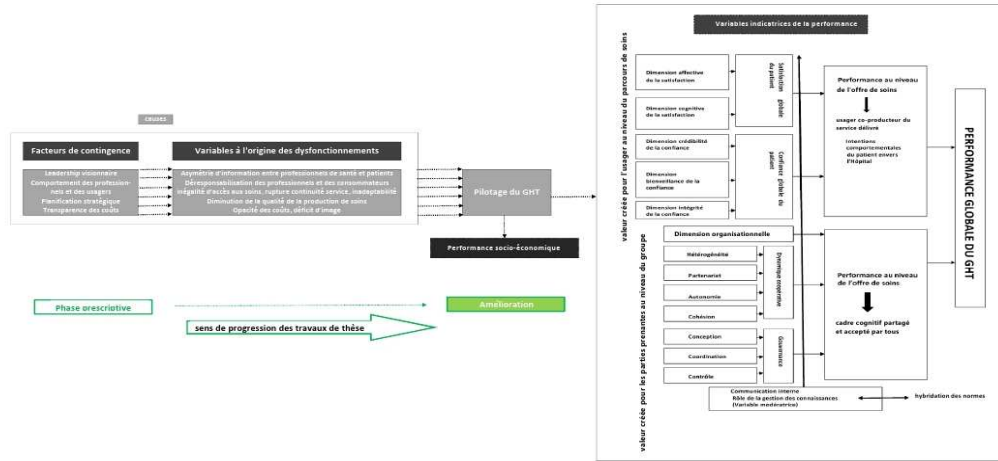 causes
Facteurs de contingence
Leadership visionnaire
Comportement des profession-
nels et des usagers
Planification stratégique
Transparence des coûts
Variables à l'origine des dysfonctionnements
Asymétrie d'information entre professionnels de santé et patients
Déresponsabilisation des professionnels et des consommateurs
inégalité d'accès aux soins, rupture continuité service, inadaptabilité
Diminution de la qualité de la production de soins
Opacité des coûts, déficit d'image
Pilotage du GHT
Performance socio-économique
Phase prescriptive
Amélioration
sens de progression des travaux de thèse
Variables indicatrices de la performance
valeur créée pour l'usager au niveau du parcours de soins
Dimension affective
de la satisfaction
Dimension cognitive
de la satisfaction
Satisfaction globale
du patient
Dimension crédibilité
de la confiance
Dimension
bienveillance de la
confiance
Dimension intégrité
de la confiance
Confiance globale du
patient
Performance au niveau
de l'offre de soins
usager co-producteur du
service délivré
Intentions
comportementales
du patient envers
l'Hôpital
valeur créée pour les parties prenantes au niveau du groupe
Dimension organisationnelle
Hétérogénéité
Partenariat
Autonomie
Cohésion
Dynamique coopérative
Conception
Coordination
Contrôle
Gouvernance
Performance au niveau
de l'offre de soins
cadre cognitif partagé
et accepté par tous
PERFORMANCE GLOBALE DU GHT
Communication interne
Rôle de la gestion des connaissances
(Variable modératrice)
hybridation des normes